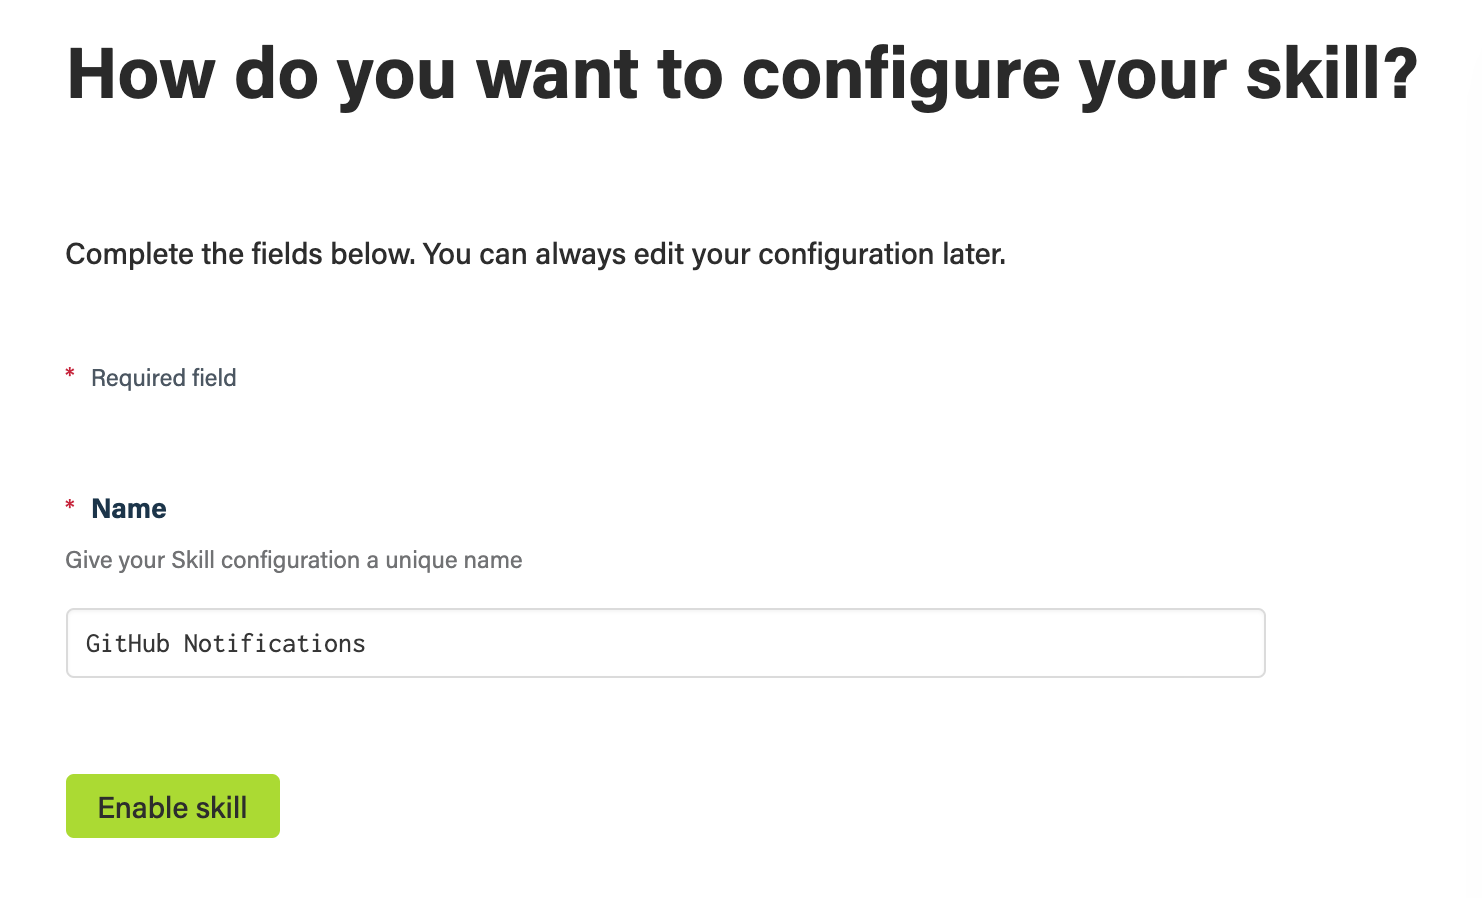 How do you want to configure your skill?
Complete the fields below. You can always edit your configuration later.
* Required field
* Name
Give your Skill configuration a unique name
GitHub Notifications
Enable skill